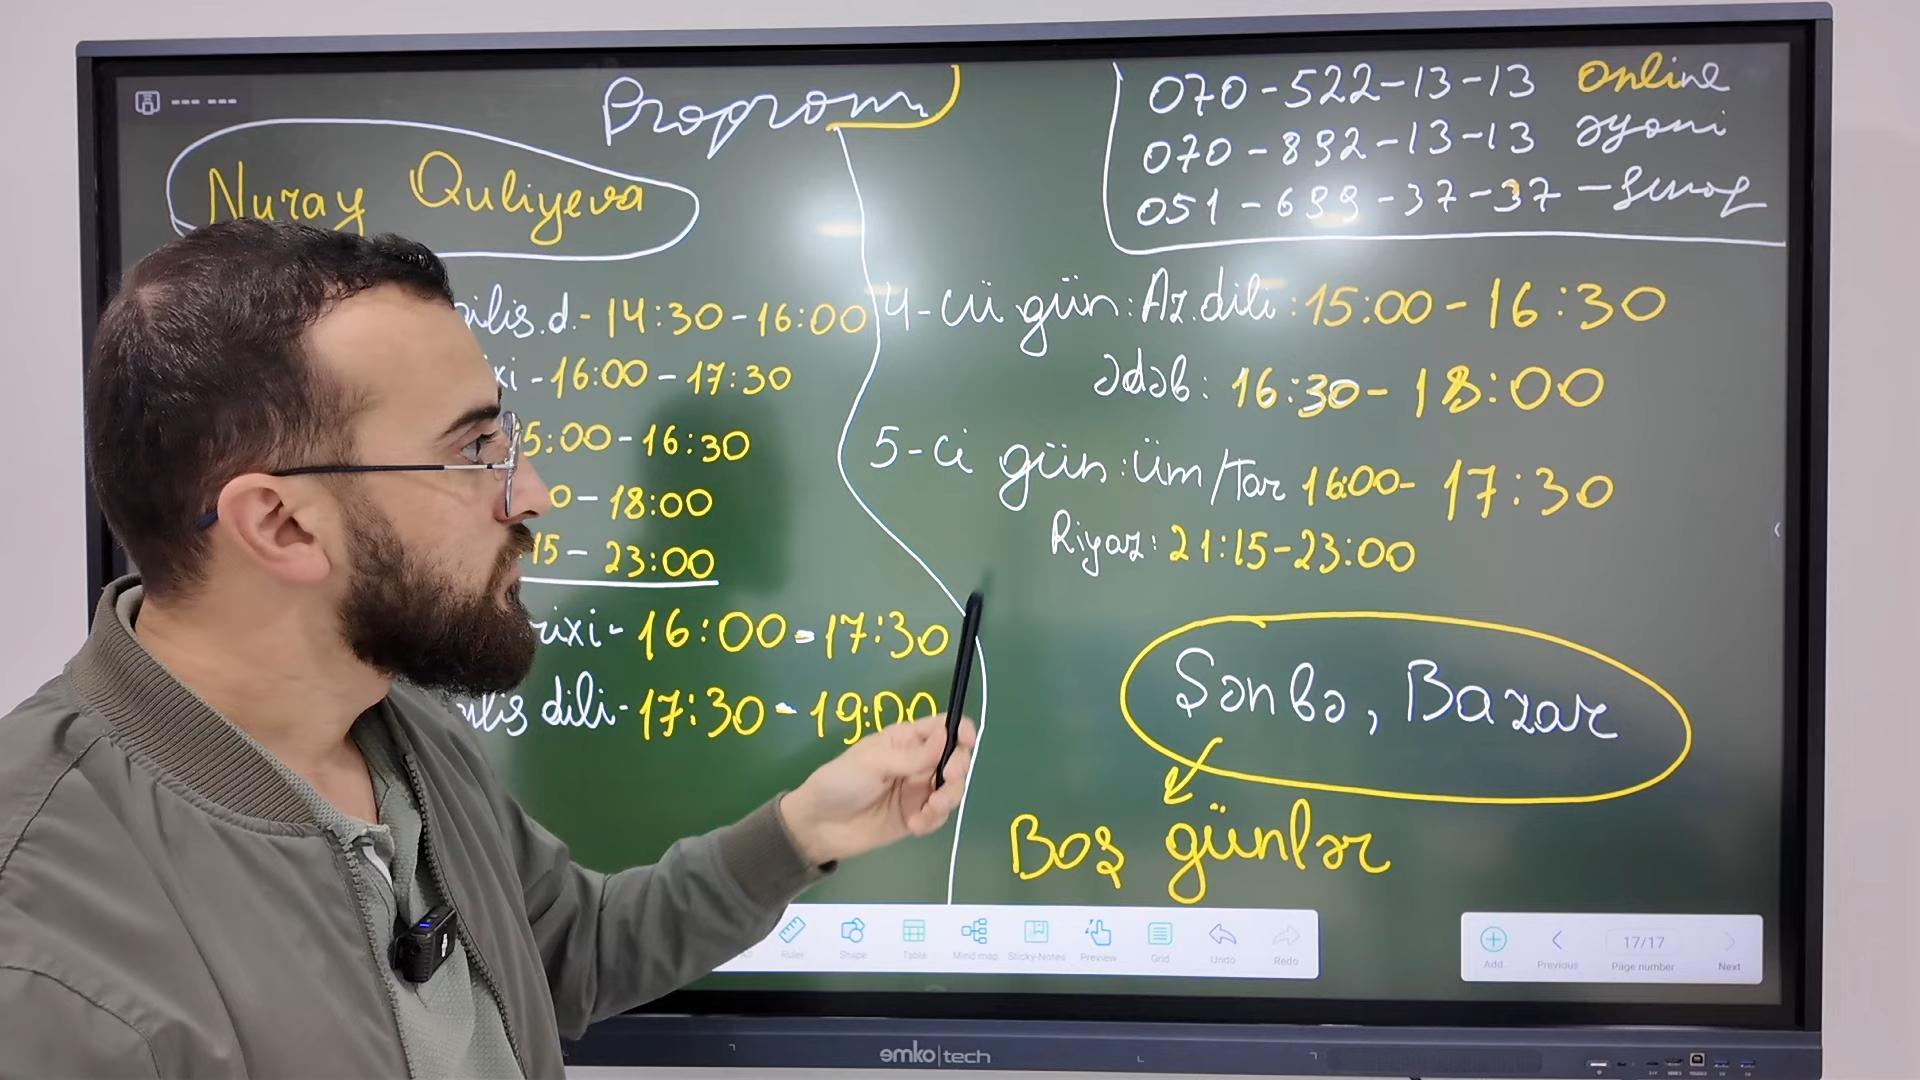 Proqram
Nuray Quliyeva
ilis.d.- 14:30-16:00
xi - 16:00 - 17:30
5:00-16:30
0- 18:00
15- 23:00
rixi- 16:00-17:30
ilis dili- 17:30-19:00
070-522-13-13 Online
070-892-13-13 əyani
051-699-37-37 -
4-cü gün: Az.dili: 15:00-16:30
Ədəb: 16:30-18:00
5-ci gün: üm/tar 16:00-17:30
Riyaz: 21:15-23:00
Şənbə, Bazar
Boş günlər
Ruler Shape Table Mind map Sticky-Notes Preview Grid Undo Redo
17/17
Add Previous Page number Next
emko|tech